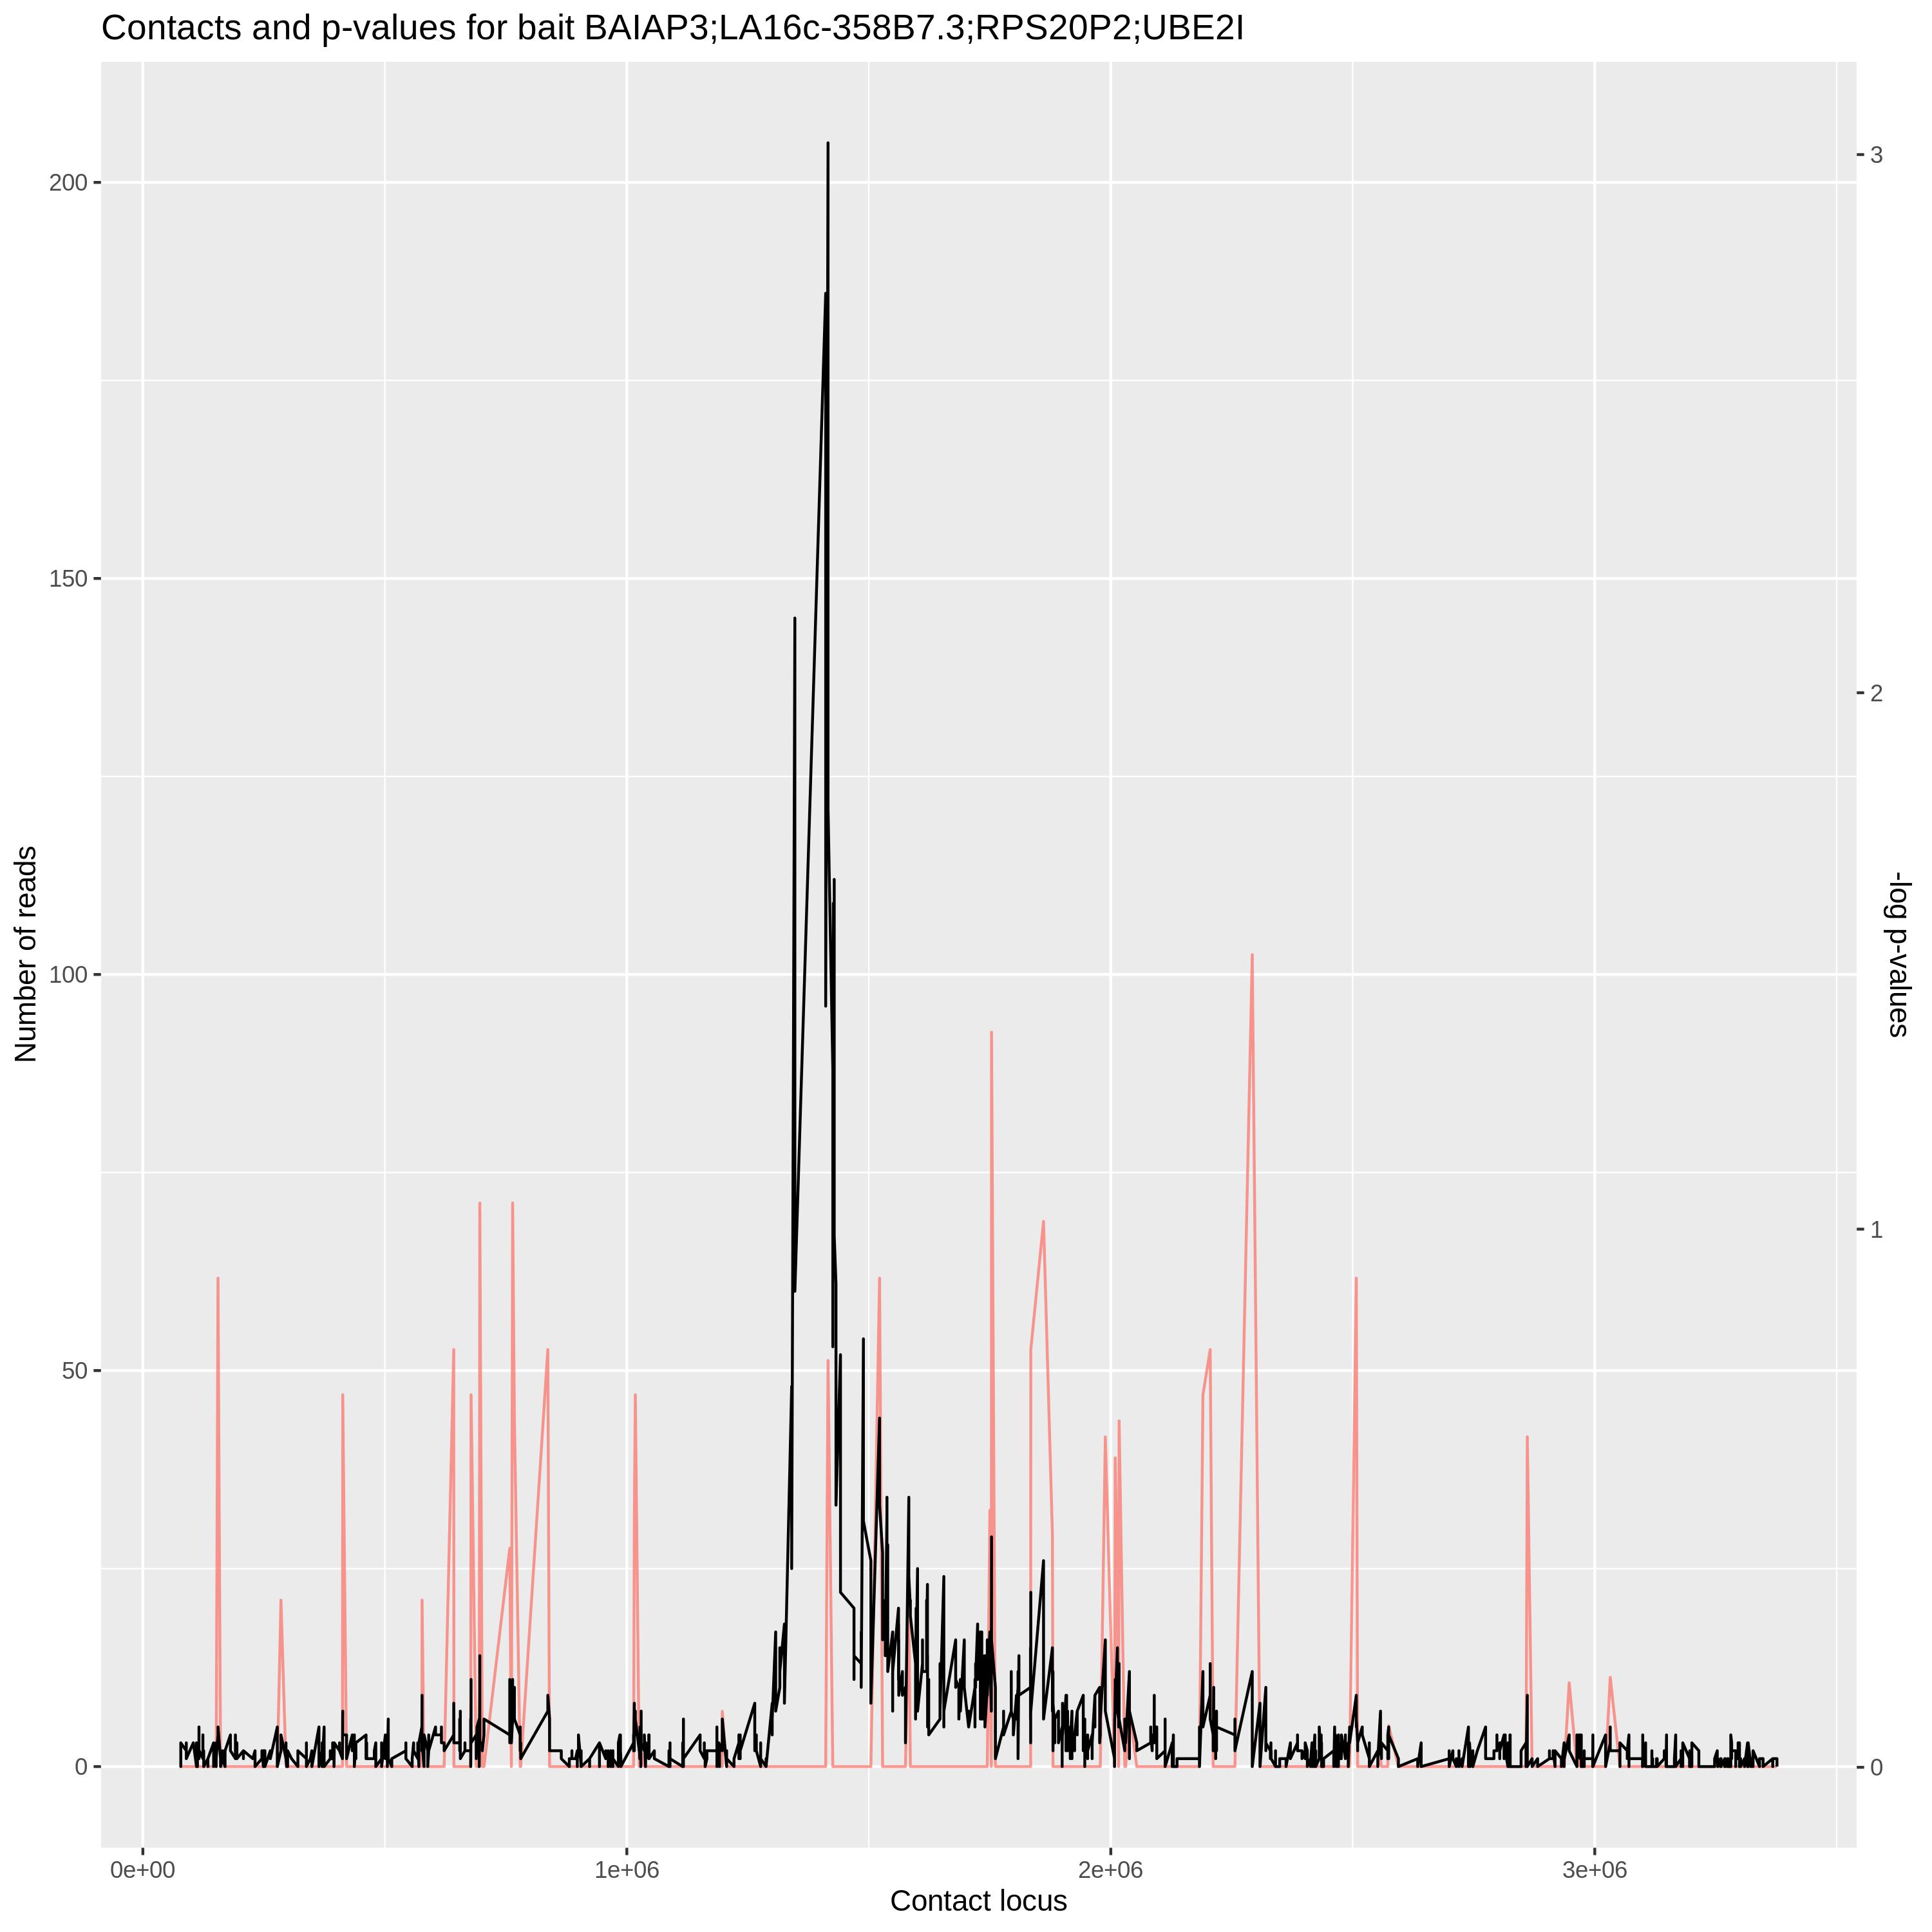 Contacts and p-values for bait BAIAP3;LA16c-358B7.3;RPS20P2;UBE2I
200
150
100
50
0
Number of reads
3
2
1
0
-log p-values
0e+00
1e+06
2e+06
3e+06
Contact locus